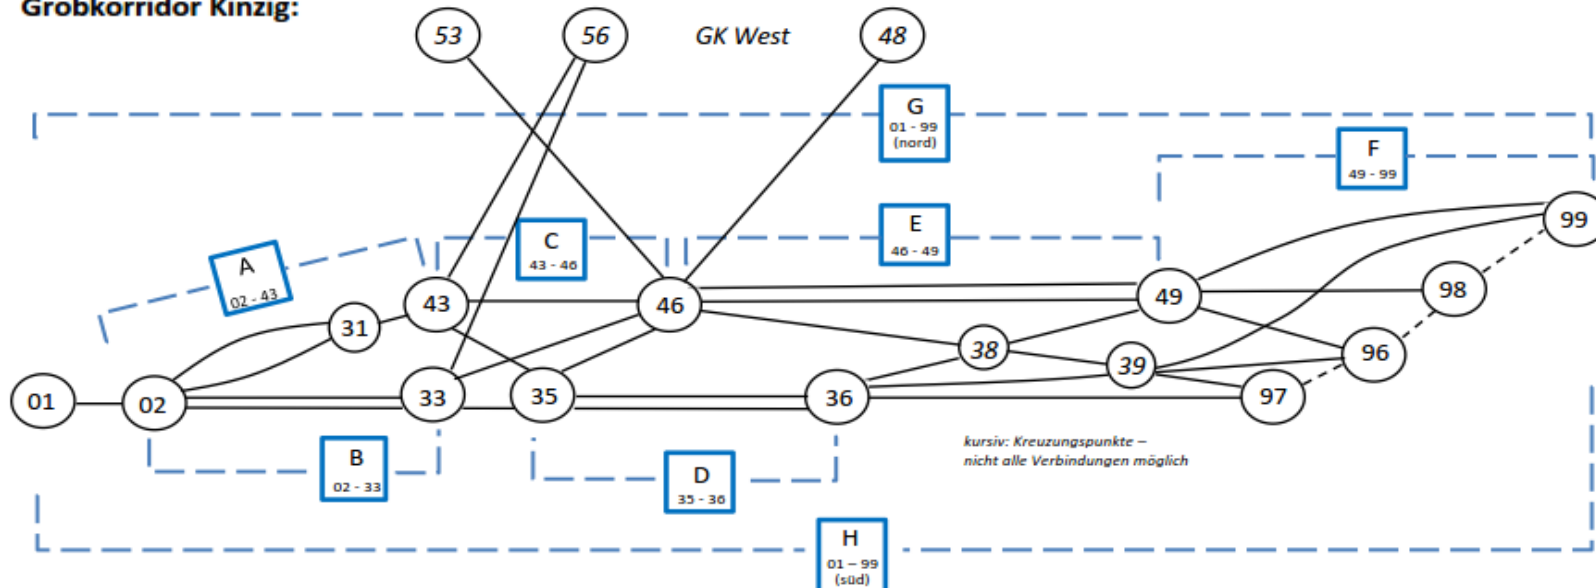 Grobkorridor Kinzig:
53
56
GK West
48
G
01 - 99
(nord)
F
49 - 99
99
E
46 - 49
C
43 - 46
A
02 - 43
43
46
49
98
31
38
39
96
01
02
33
35
36
97
kursiv: Kreuzungspunkte –
nicht alle Verbindungen möglich
B
02 - 33
D
35 - 36
H
01 – 99
(süd)